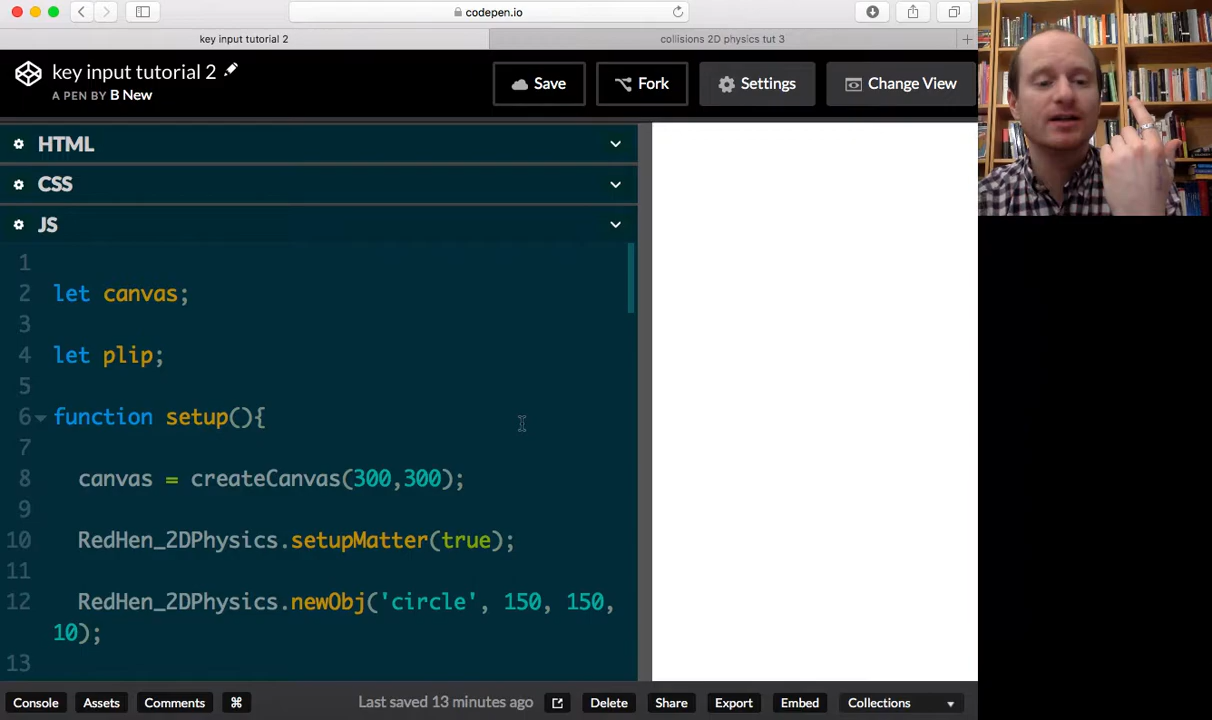 codepen.io
key input tutorial 2
collisions 2D physics tut 3
key input tutorial 2
A PEN BY B New
Save
Fork
Settings
Change View
HTML
CSS
JS
1
2 let canvas;
3
4 let plip;
5
6 function setup(){
7
8 canvas = createCanvas(300,300);
9
10 RedHen_2DPhysics.setupMatter(true);
11
12 RedHen_2DPhysics.newObj('circle', 150, 150,
10);
13
Console
Assets
Comments
⌘
Last saved 13 minutes ago
Delete
Share
Export
Embed
Collections